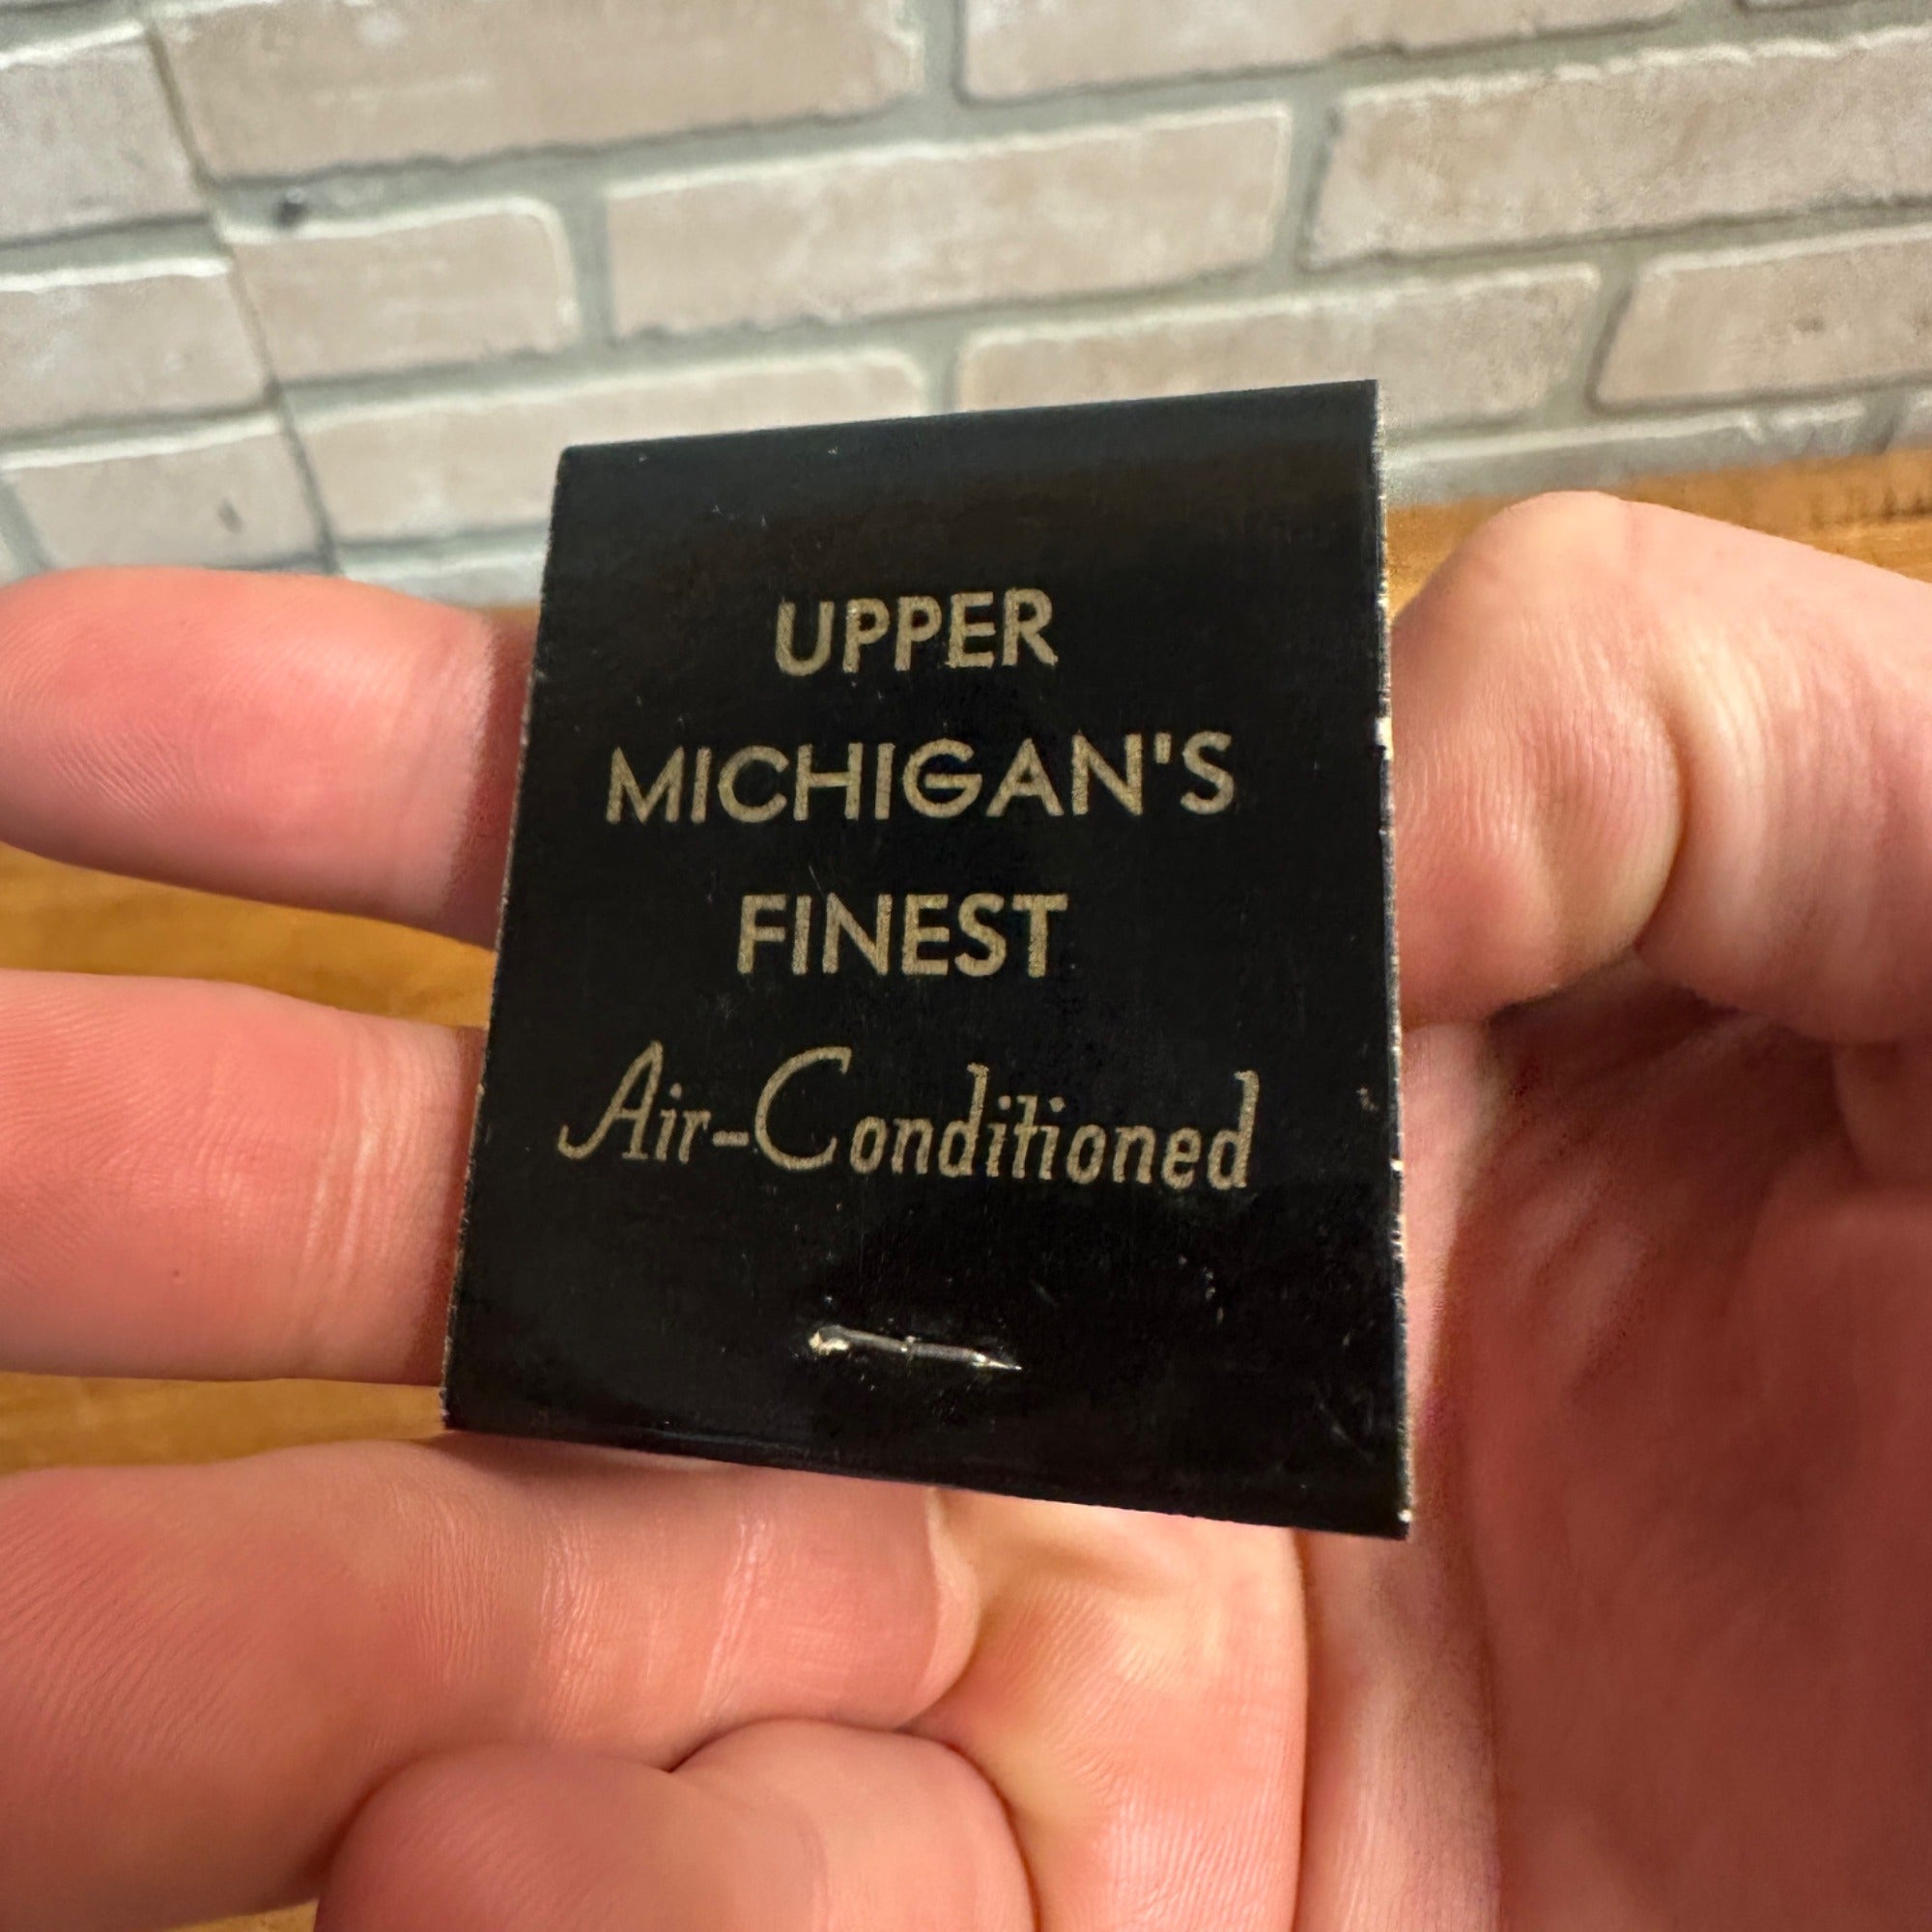 UPPER
MICHIGAN'S
FINEST
Air-Conditioned